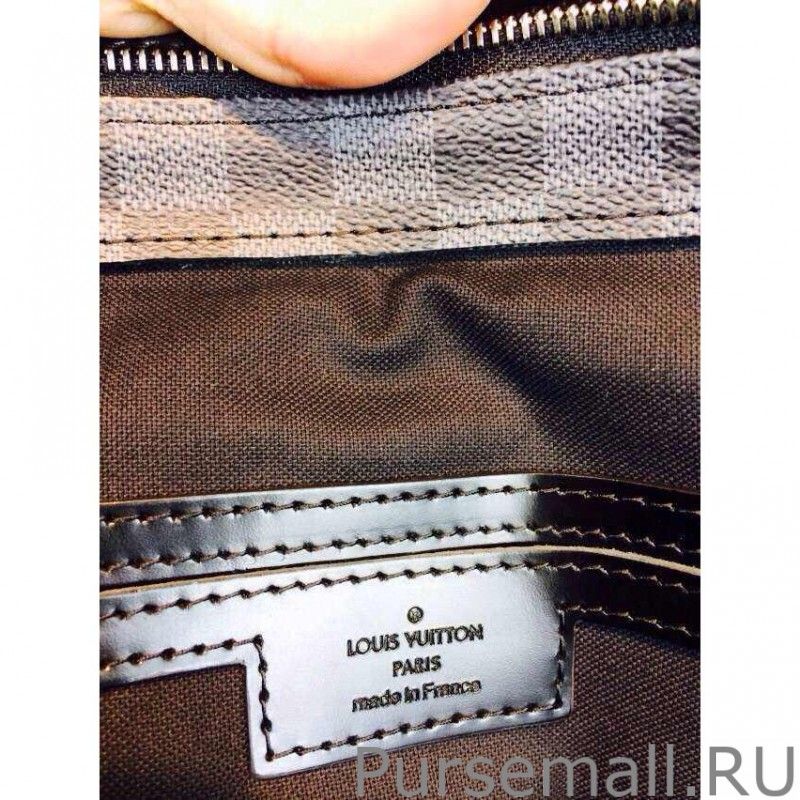 LOUIS VUITTON
PARIS
made in France
Pursemall.RU